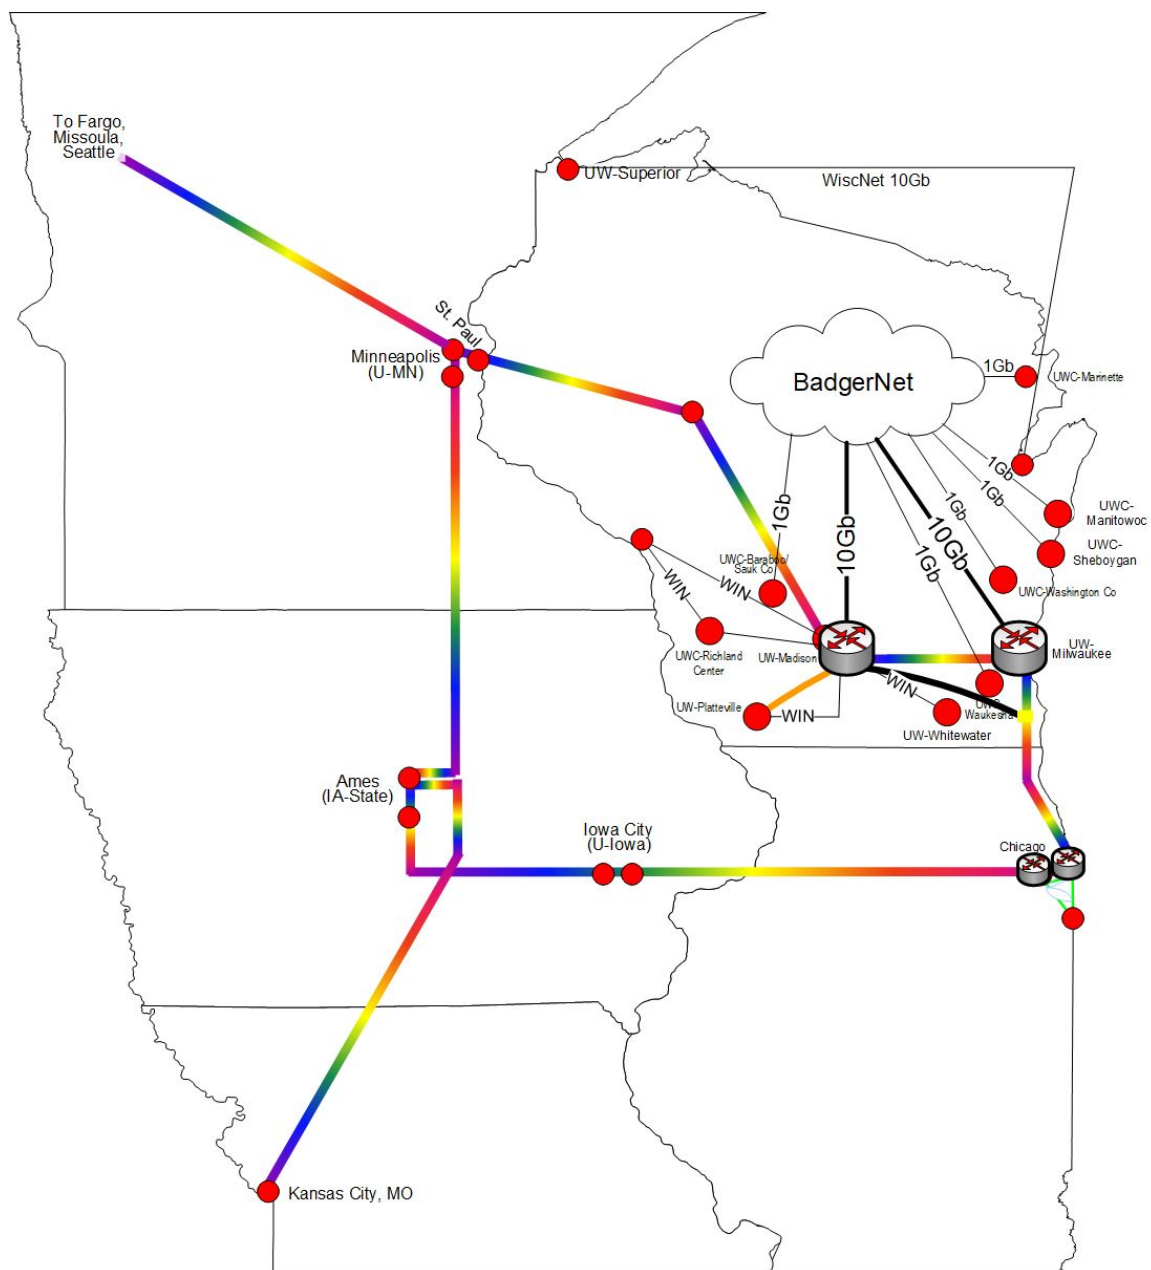 To Fargo,
Missoula,
Seattle
UW-Superior
WiscNet 10Gb
St. Paul
Minneapolis
(U-MN)
BadgerNet
1Gb
UWC-Marinette
1Gb
1Gb
UWC-
Manitowoc
1Gb
10Gb
1Gb
10Gb
1Gb
UWC-
Sheboygan
UWC-Baraboo/
Sauk Co
WIN
WIN
UWC-Washington Co
UWC-Richland
Center
UW-Madison
UW-
Milwaukee
WIN
UW-Platteville
WIN
UWC-
Waukesha
UW-Whitewater
Ames
(IA-State)
Iowa City
(U-Iowa)
Chicago
Kansas City, MO